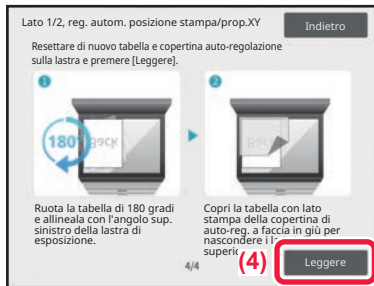 Lato 1/2, reg. autom. posizione stampa/prop.XY
Indietro
Resettare di nuovo tabella e copertina auto-regolazione
sulla lastra e premere [Leggere].
1
2
180°
Back
Ruota la tabella di 180 gradi
e allineala con l'angolo sup.
sinistro della lastra di
esposizione.
Copri la tabella con lato
stampa della copertina di
auto-reg. a faccia in giù per
nascondere i
superio
4/4
(4)
Leggere